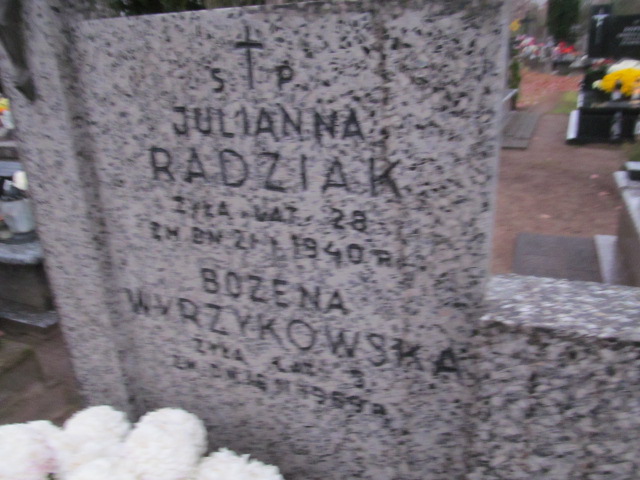 Ś P
JULIANNA
RADZIAK
ŻYŁA LAT 28
ZM. DN. 21.I.1940 R.
BOŻENA
WYRZYKOWSKA
ŻYŁA LAT 3